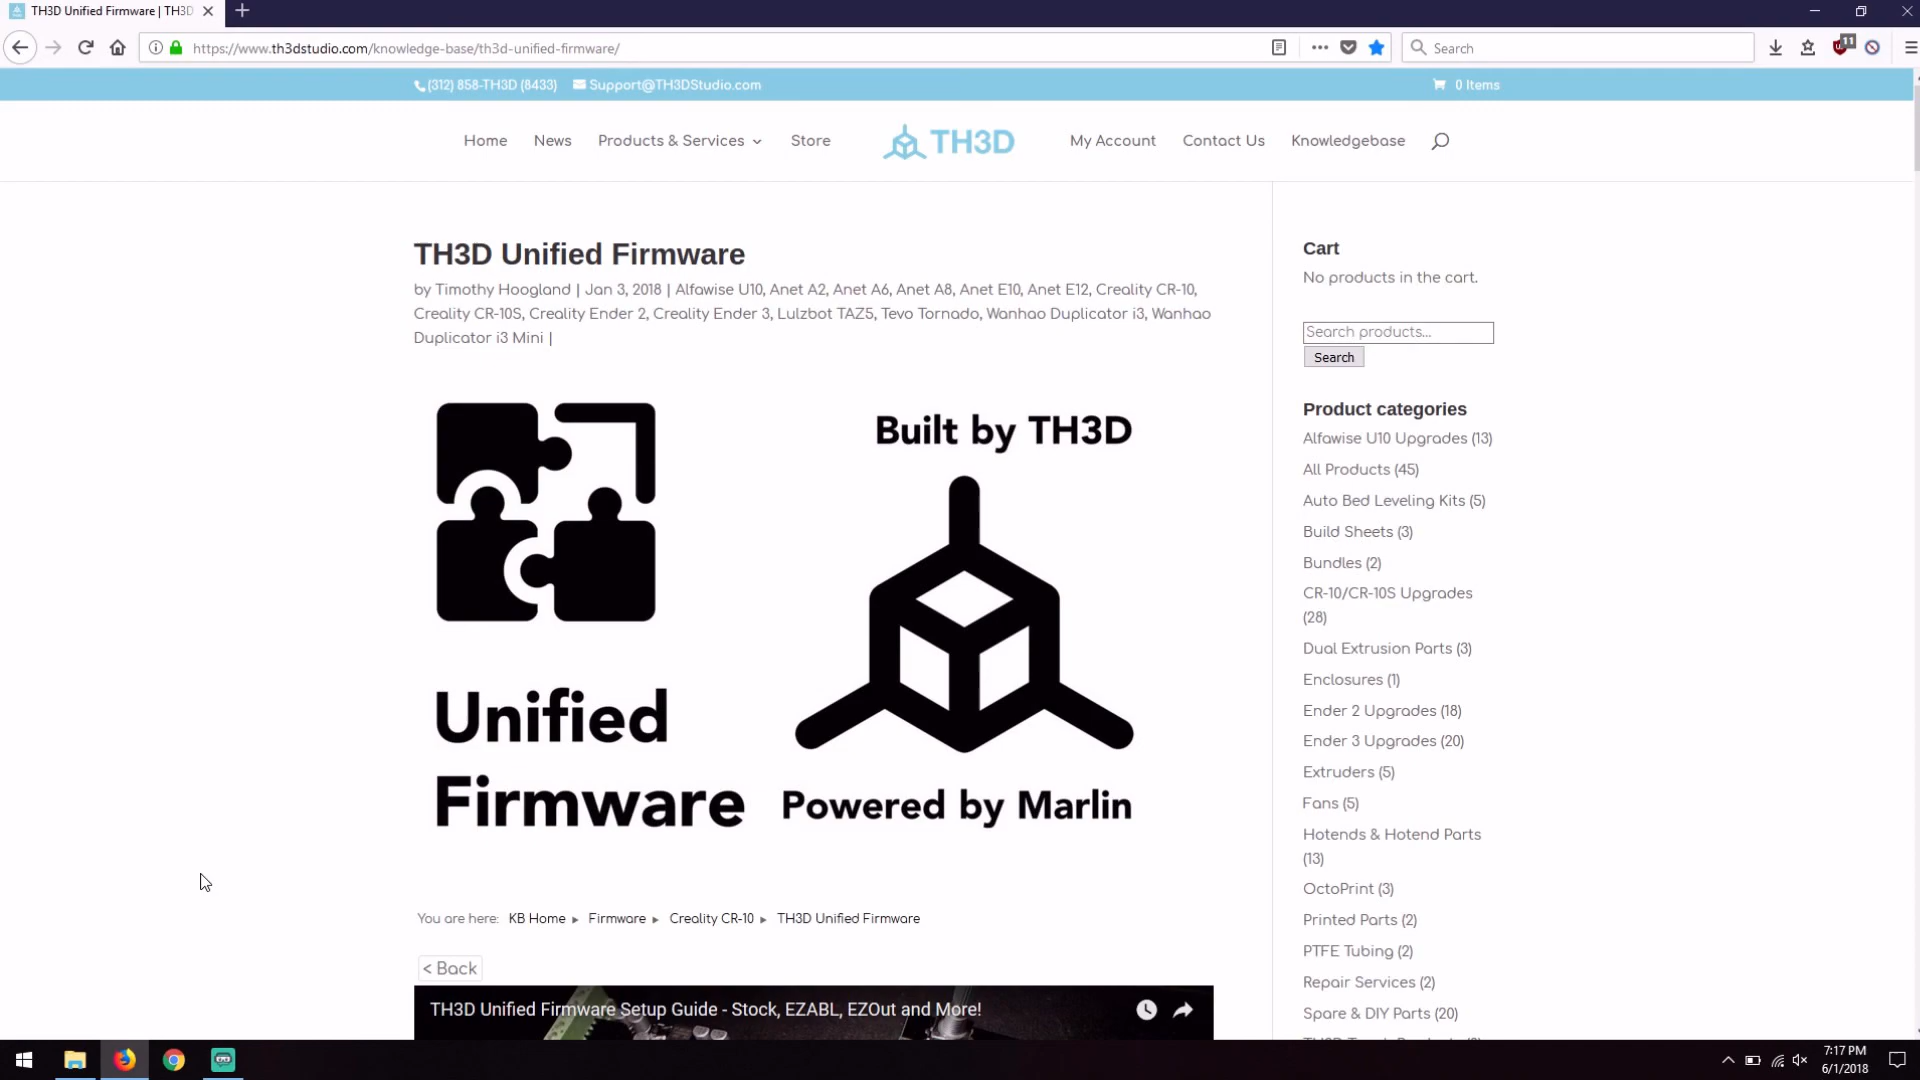 TH3D Unified Firmware | TH3D
https://www.th3dstudio.com/knowledge-base/th3d-unified-firmware/
Search
11
(312) 858-TH3D (8433)
Support@TH3DStudio.com
0 Items
Home
News
Products & Services
Store
TH3D
My Account
Contact Us
Knowledgebase
TH3D Unified Firmware
by Timothy Hoogland | Jan 3, 2018 | Alfawise U10, Anet A2, Anet A6, Anet A8, Anet E10, Anet E12, Creality CR-10,
Creality CR-10S, Creality Ender 2, Creality Ender 3, Lulzbot TAZ5, Tevo Tornado, Wanhao Duplicator i3, Wanhao
Duplicator i3 Mini |
Built by TH3D
Unified
Firmware
Powered by Marlin
You are here: KB Home ▸ Firmware ▸ Creality CR-10 ▸ TH3D Unified Firmware
< Back
TH3D Unified Firmware Setup Guide - Stock, EZABL, EZOut and More!
Cart
No products in the cart.
Search products...
Search
Product categories
Alfawise U10 Upgrades (13)
All Products (45)
Auto Bed Leveling Kits (5)
Build Sheets (3)
Bundles (2)
CR-10/CR-10S Upgrades
(28)
Dual Extrusion Parts (3)
Enclosures (1)
Ender 2 Upgrades (18)
Ender 3 Upgrades (20)
Extruders (5)
Fans (5)
Hotends & Hotend Parts
(13)
OctoPrint (3)
Printed Parts (2)
PTFE Tubing (2)
Repair Services (2)
Spare & DIY Parts (20)
7:17 PM
6/1/2018